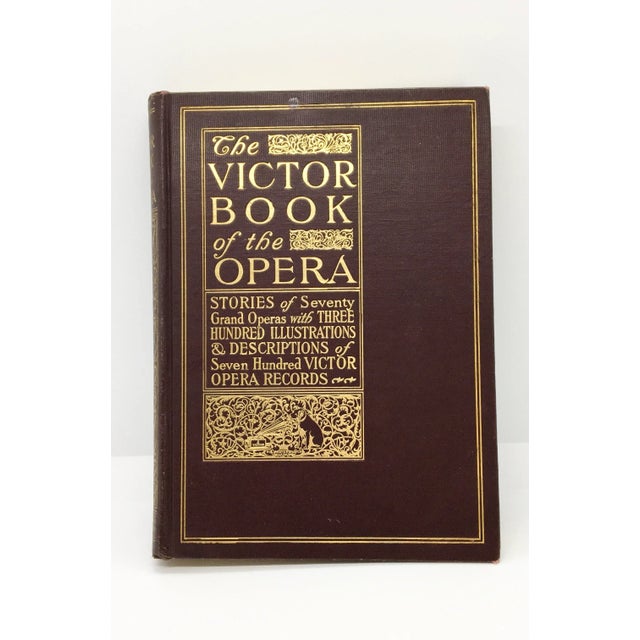 The
VICTOR
BOOK
of the
OPERA
STORIES of Seventy
Grand Operas with THREE
HUNDRED ILLUSTRATIONS
& DESCRIPTIONS of
Seven Hundred VICTOR
OPERA RECORDS